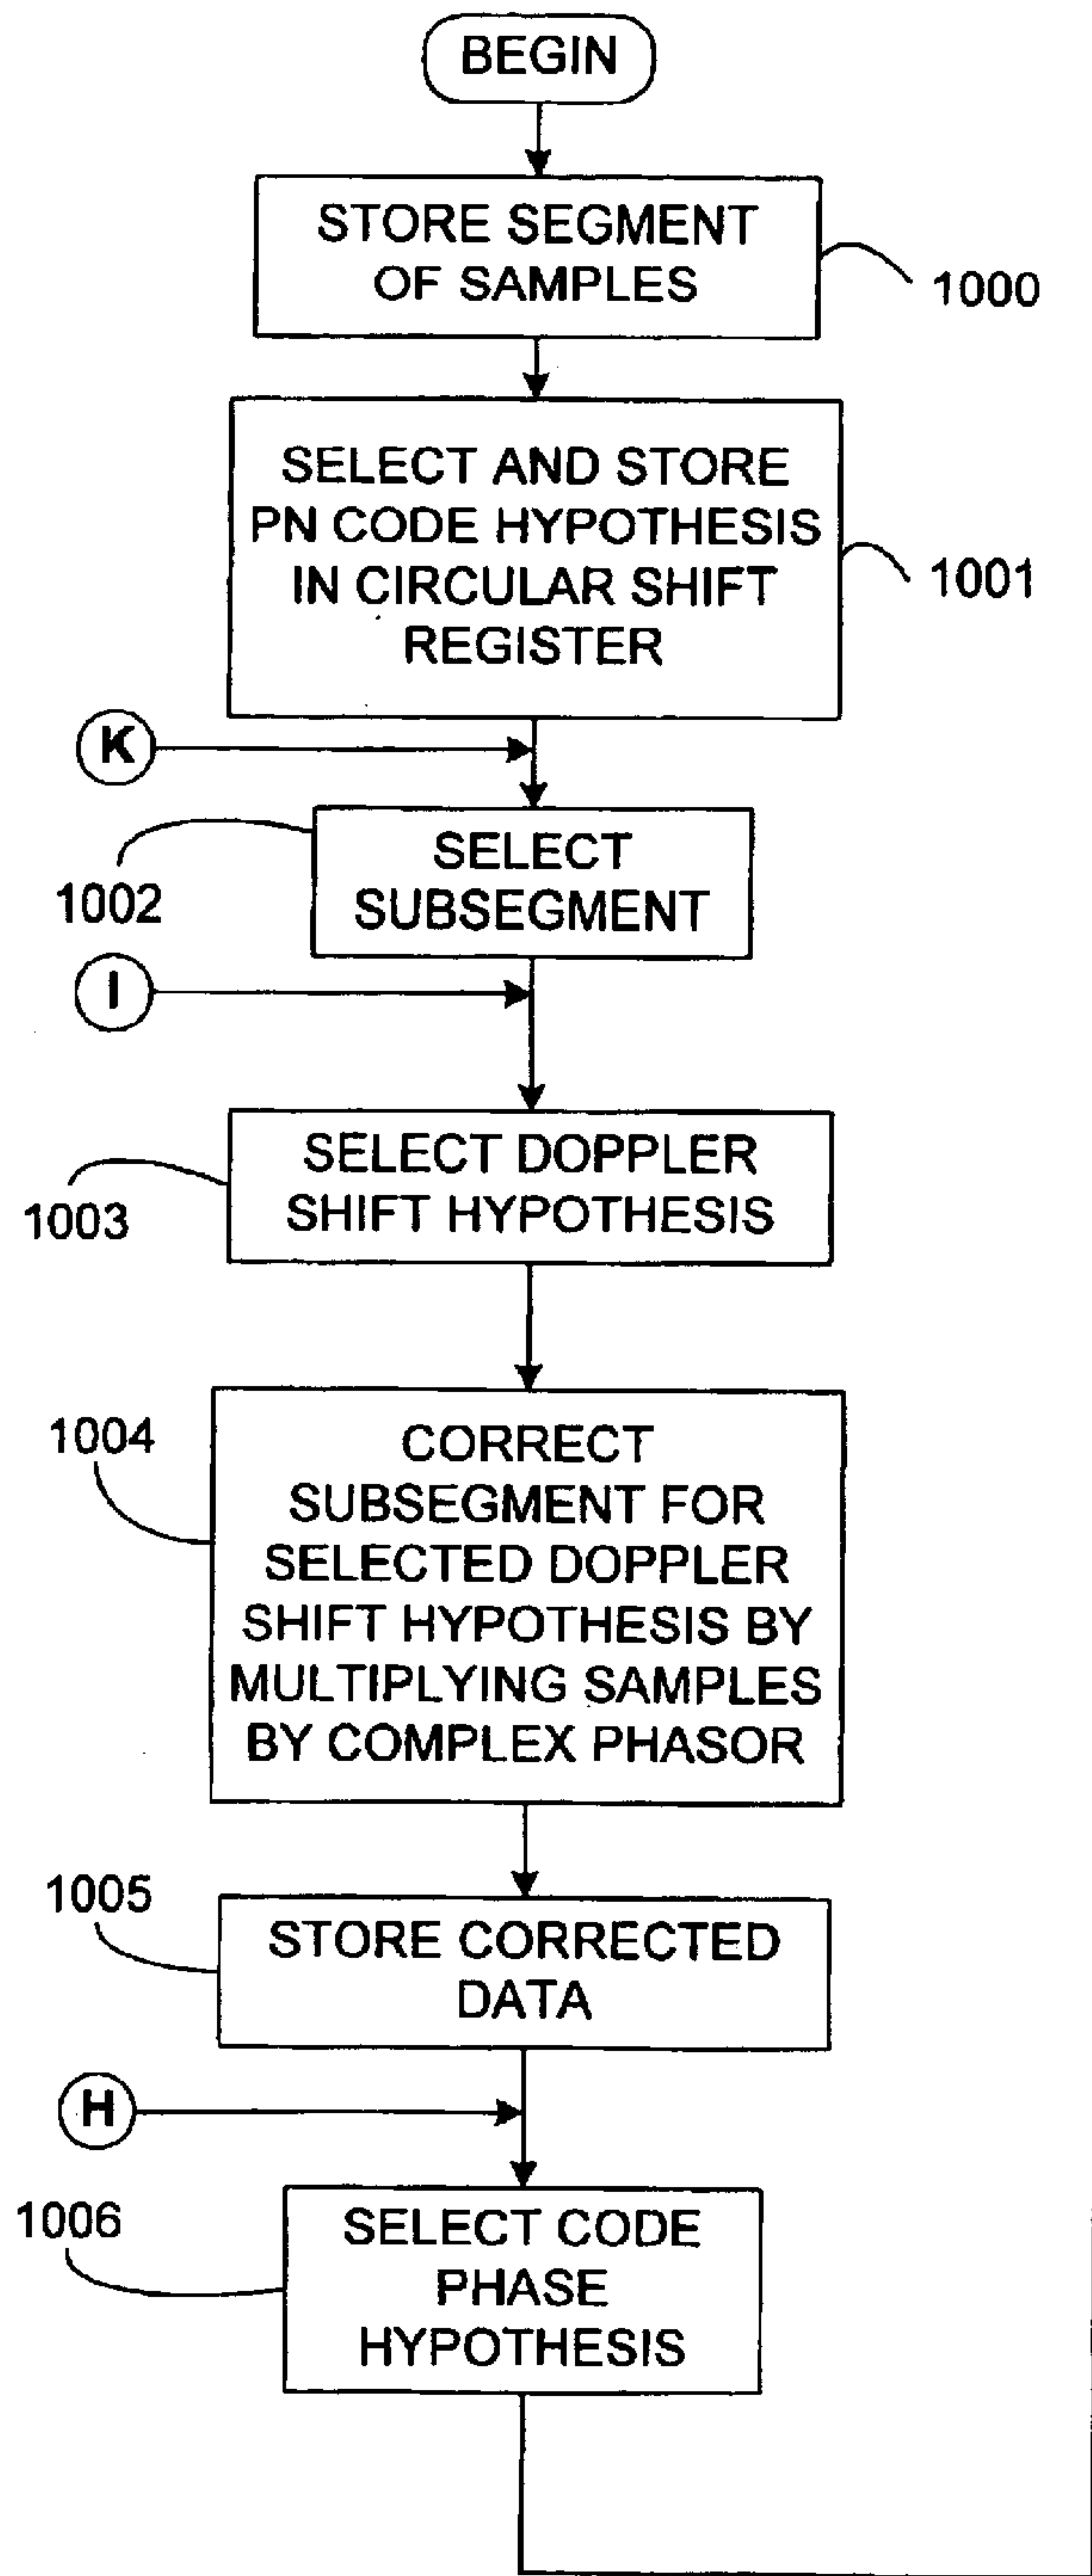 BEGIN
STORE SEGMENT
OF SAMPLES
1000
SELECT AND STORE
PN CODE HYPOTHESIS
IN CIRCULAR SHIFT
REGISTER
1001
K
SELECT
SUBSEGMENT
1002
I
SELECT DOPPLER
SHIFT HYPOTHESIS
1003
CORRECT
SUBSEGMENT FOR
SELECTED DOPPLER
SHIFT HYPOTHESIS BY
MULTIPLYING SAMPLES
BY COMPLEX PHASOR
1004
STORE CORRECTED
DATA
1005
H
SELECT CODE
PHASE
HYPOTHESIS
1006